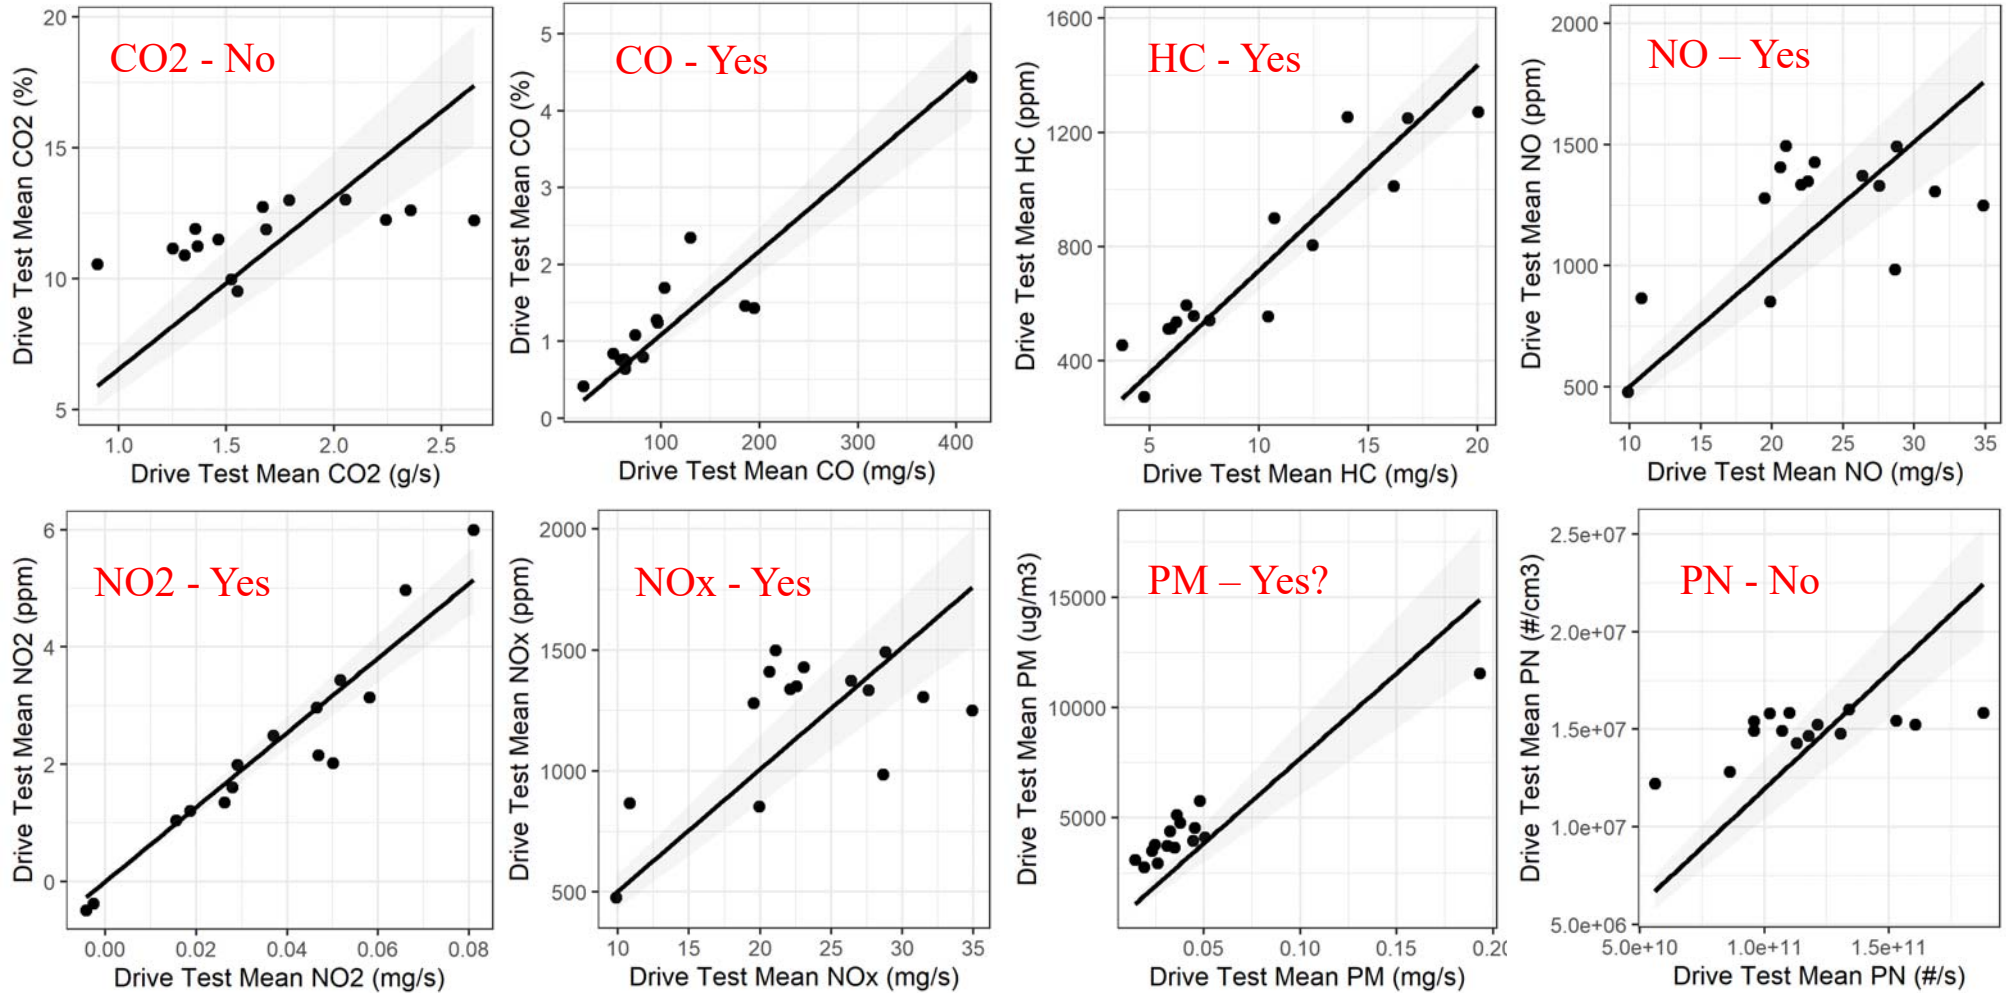 CO2 - No
Drive Test Mean CO2 (%)
20
15
10
5
1.0 1.5 2.0 2.5
Drive Test Mean CO2 (g/s)
CO - Yes
Drive Test Mean CO (%)
5
4
3
2
1
0
100 200 300 400
Drive Test Mean CO (mg/s)
HC - Yes
Drive Test Mean HC (ppm)
1600
1200
800
400
5 10 15 20
Drive Test Mean HC (mg/s)
NO – Yes
Drive Test Mean NO (ppm)
2000
1500
1000
500
10 15 20 25 30 35
Drive Test Mean NO (mg/s)
NO2 - Yes
Drive Test Mean NO2 (ppm)
6
4
2
0
0.00 0.02 0.04 0.06 0.08
Drive Test Mean NO2 (mg/s)
NOx - Yes
Drive Test Mean NOx (ppm)
2000
1500
1000
500
10 15 20 25 30 35
Drive Test Mean NOx (mg/s)
PM – Yes?
Drive Test Mean PM (ug/m3)
15000
10000
5000
0.05 0.10 0.15 0.20
Drive Test Mean PM (mg/s)
PN - No
Drive Test Mean PN (#/cm3)
2.5e+07
2.0e+07
1.5e+07
1.0e+07
5.0e+06
5.0e+10 1.0e+11 1.5e+11
Drive Test Mean PN (#/s)